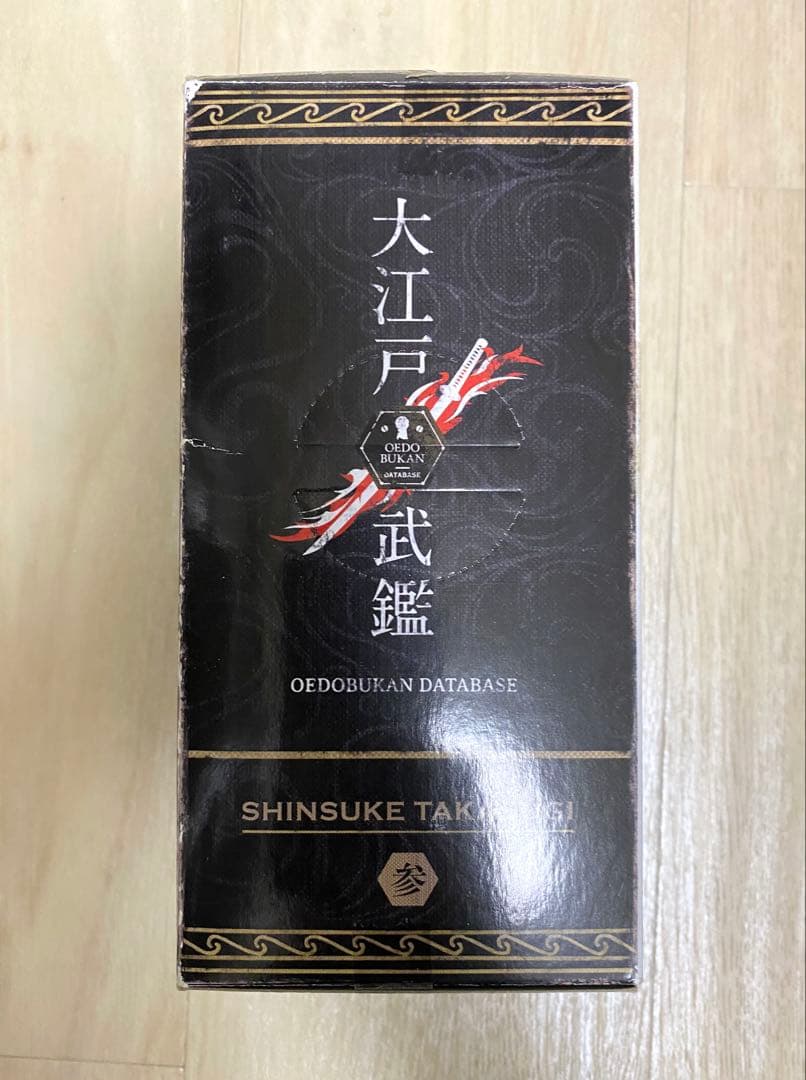 大江戸武鑑
OEDO
BUKAN
DATABASE
OEDOBUKAN DATABASE
SHINSUKE
参